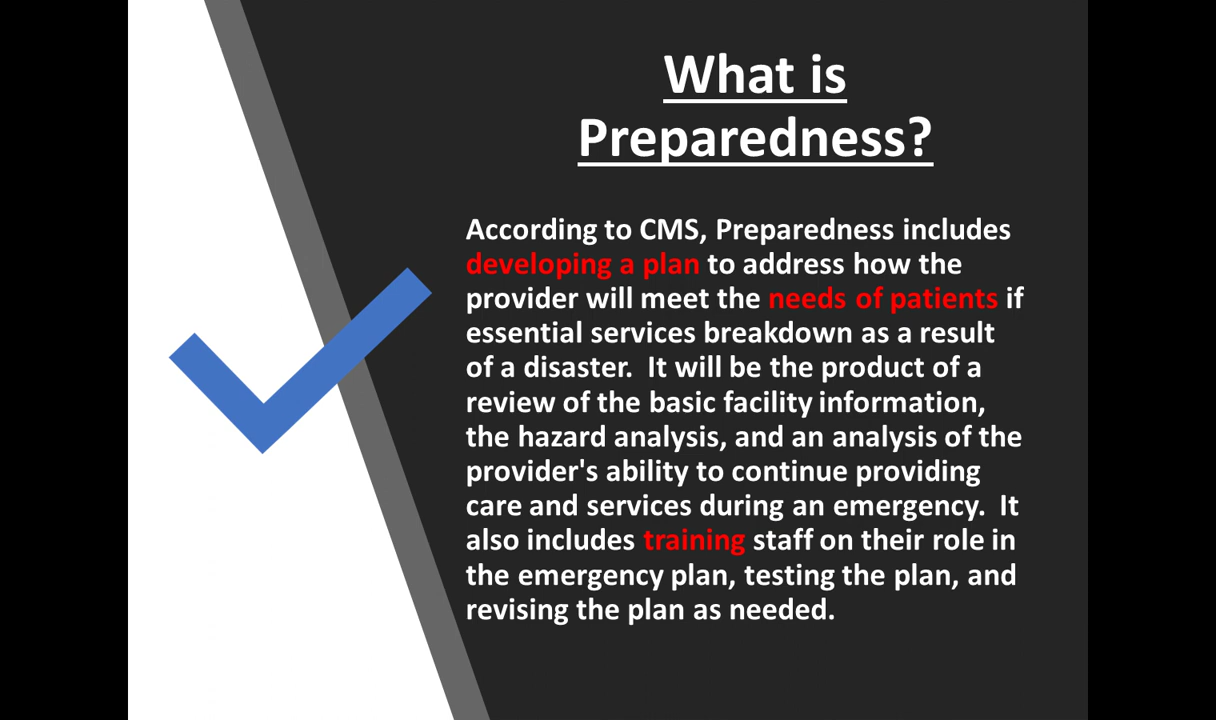 What is
Preparedness?
According to CMS, Preparedness includes
developing a plan to address how the
provider will meet the needs of patients if
essential services breakdown as a result
of a disaster.  It will be the product of a
review of the basic facility information,
the hazard analysis, and an analysis of the
provider's ability to continue providing
care and services during an emergency.  It
also includes training staff on their role in
the emergency plan, testing the plan, and
revising the plan as needed.